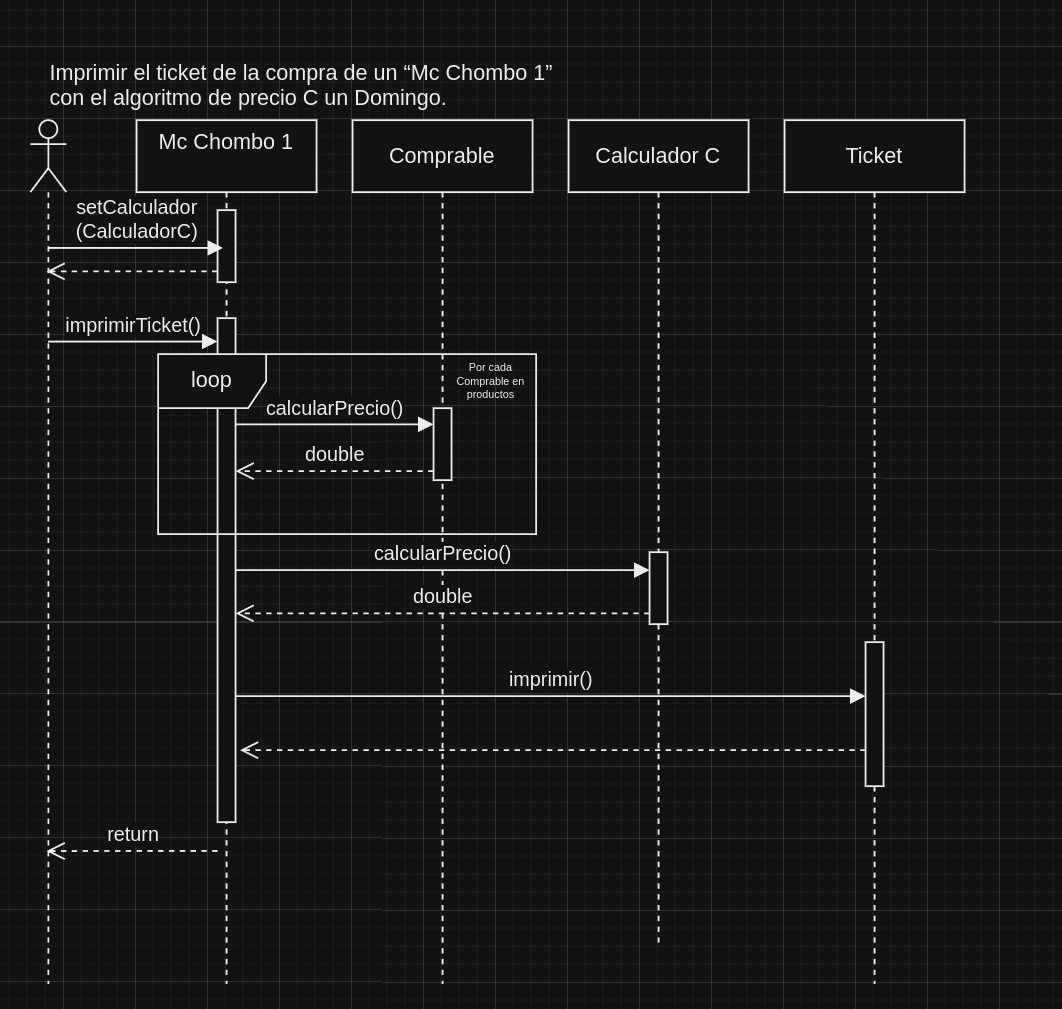 Imprimir el ticket de la compra de un “Mc Chombo 1”
con el algoritmo de precio C un Domingo.
Mc Chombo 1
Comprable
Calculador C
Ticket
setCalculador
(CalculadorC)
imprimirTicket()
loop
Por cada
Comprable en
productos
calcularPrecio()
double
calcularPrecio()
double
imprimir()
return